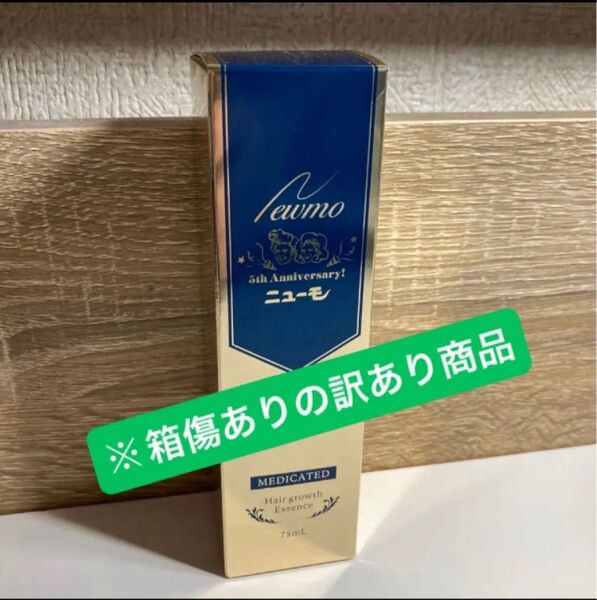 Newmo
5th Anniversary!
ニューモ
※箱傷ありの訳あり商品
MEDICATED
Hair growth
Essence
75mL